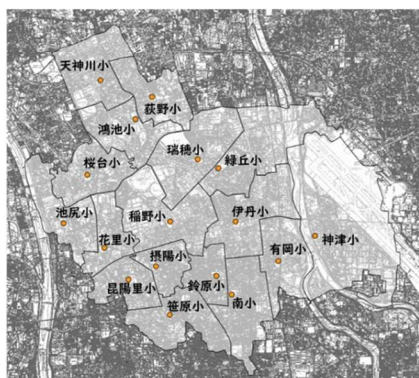 天神川小
荻野小
鴻池小
瑞穂小
緑丘小
桜台小
池尻小
稲野小
伊丹小
花里小
有岡小
神津小
摂陽小
昆陽里小
鈴原小
南小
笹原小